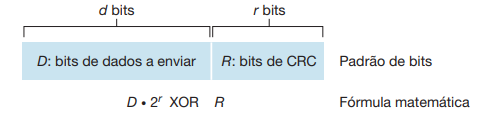 d bits r bits
D: bits de dados a enviar R: bits de CRC Padrão de bits
D • 2ʳ XOR R Fórmula matemática